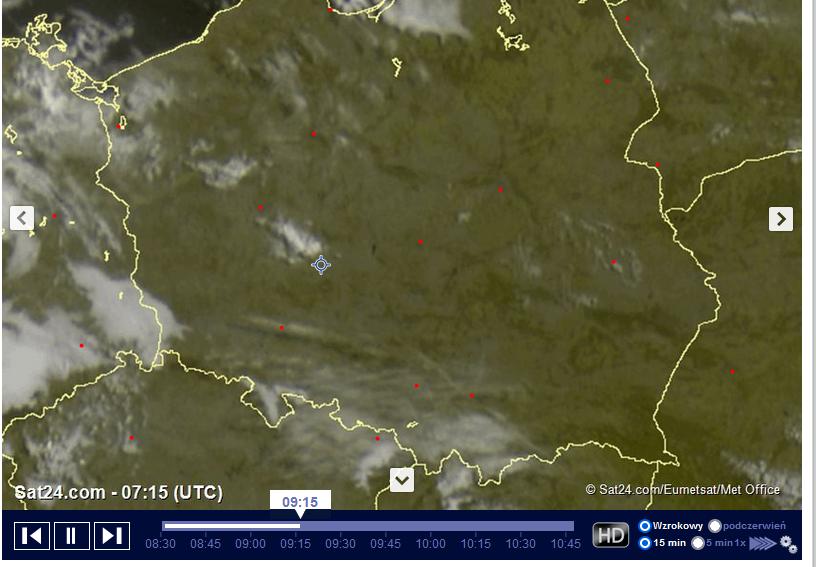 Sat24.com - 07:15 (UTC)
© Sat24.com/Eumetsat/Met Office
09:15
08:30 08:45 09:00 09:15 09:30 09:45 10:00 10:15 10:30 10:45
HD
Wzrokowy podczerwień
15 min 5 min 1x